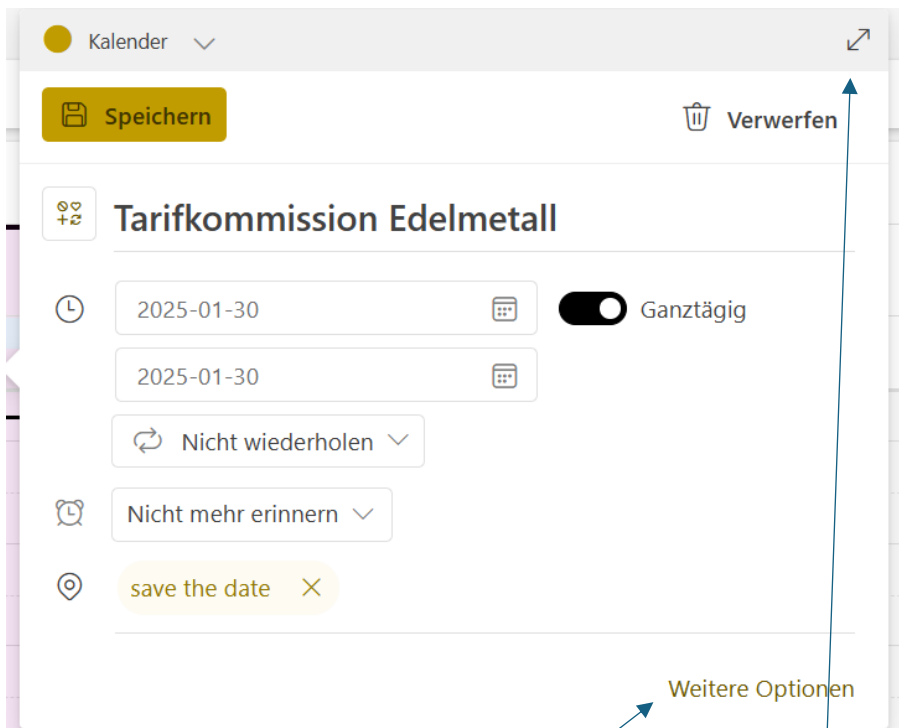 Kalender
Speichern
Verwerfen
Tarifkommission Edelmetall
2025-01-30
Ganztägig
2025-01-30
Nicht wiederholen
Nicht mehr erinnern
save the date
Weitere Optionen